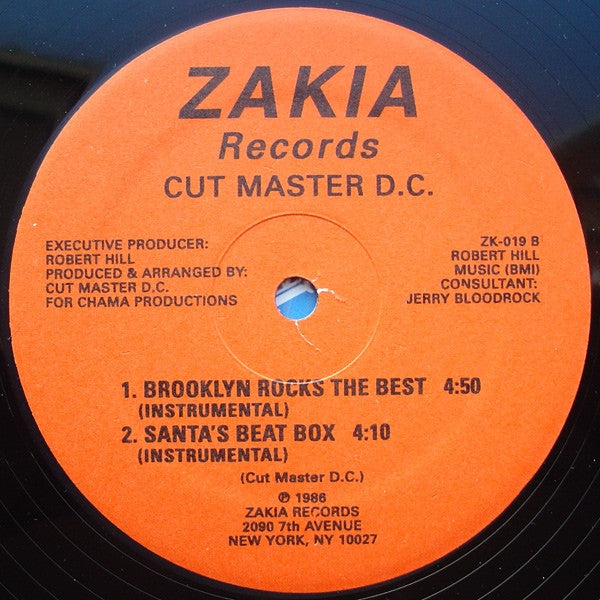 ZAKIA
Records
CUT MASTER D.C.
EXECUTIVE PRODUCER:
ROBERT HILL
PRODUCED & ARRANGED BY:
CUT MASTER D.C.
FOR CHAMA PRODUCTIONS
ZK-019 B
ROBERT HILL
MUSIC (BMI)
CONSULTANT:
JERRY BLOODROCK
1. BROOKLYN ROCKS THE BEST 4:50
(INSTRUMENTAL)
2. SANTA'S BEAT BOX 4:10
(INSTRUMENTAL)
(Cut Master D.C.)
℗ 1986
ZAKIA RECORDS
2090 7th AVENUE
NEW YORK, NY 10027